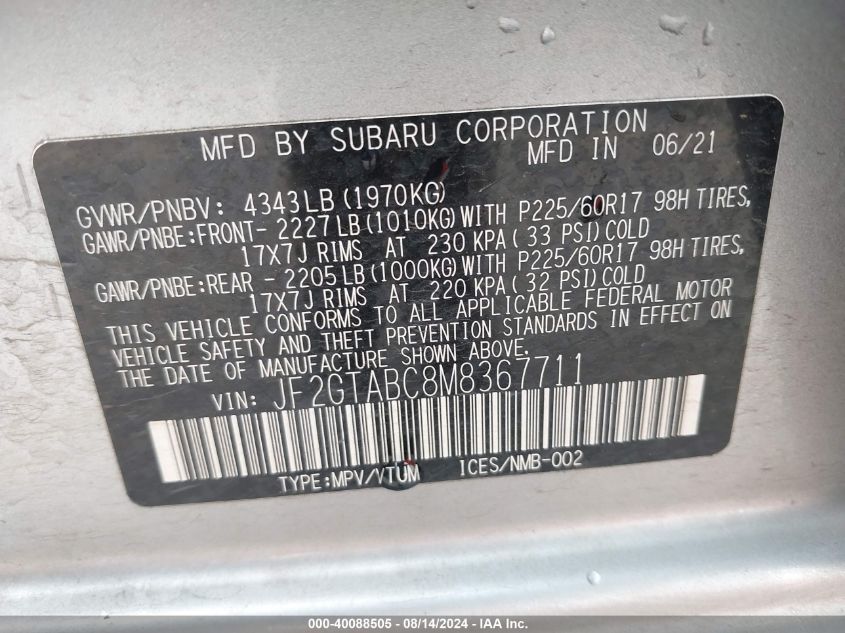 MFD BY SUBARU CORPORATION
MFD IN 06/21
GVWR/PNBV: 4343LB(1970KG)
GAWR/PNBE:FRONT- 2227LB(1010KG)WITH P225/60R17 98H TIRES,
17X7J RIMS AT 230 KPA( 33 PSI)COLD
GAWR/PNBE:REAR - 2205LB(1000KG)WITH P225/60R17 98H TIRES,
17X7J RIMS AT 220 KPA( 32 PSI)COLD
THIS VEHICLE CONFORMS TO ALL APPLICABLE FEDERAL MOTOR
VEHICLE SAFETY AND THEFT PREVENTION STANDARDS IN EFFECT ON
THE DATE OF MANUFACTURE SHOWN ABOVE.
VIN: JF2GTABC8M8367711
TYPE:MPV/VTUM ICES/NMB-002
000-40088505 - 08/14/2024 - IAA Inc.